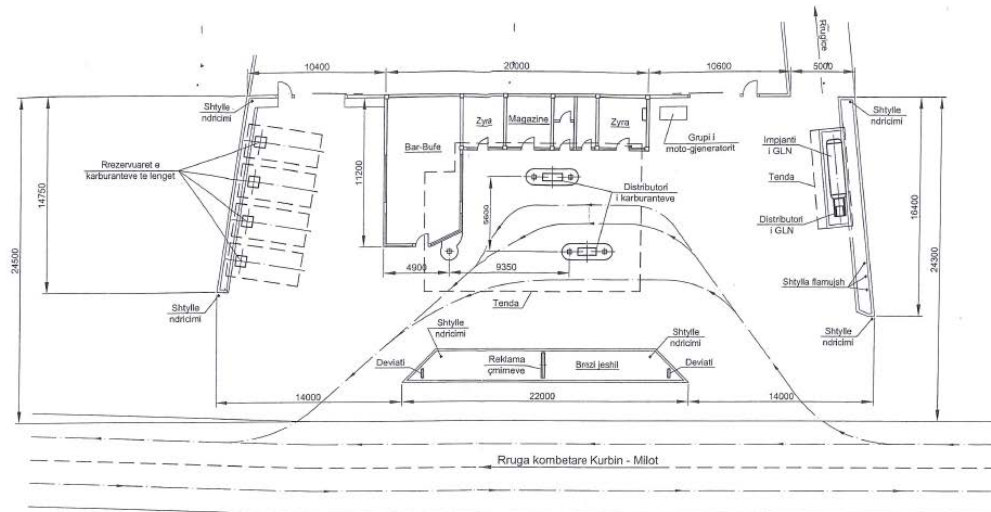 Rrugice
10400
20000
10600
5000
Shtylle
ndricimi
Zyra
Magazine
Zyra
Bar-Bufe
Grupi i
moto-gjeneratorit
Shtylle
ndricimi
Impjanti
i GLN
Tenda
Distributori
i GLN
Rrezervuaret e
karburanteve te lenget
14750
24500
11200
5600
Distributori
i karburanteve
16400
24300
4900
9350
Tenda
Shtylla flamujsh
Shtylle
ndricimi
Shtylle
ndricimi
Shtylle
ndricimi
Shtylle
ndricimi
Deviati
Reklama
çmimeve
Brezi jeshil
Deviati
14000
22000
14000
Rruga kombetare Kurbin - Milot